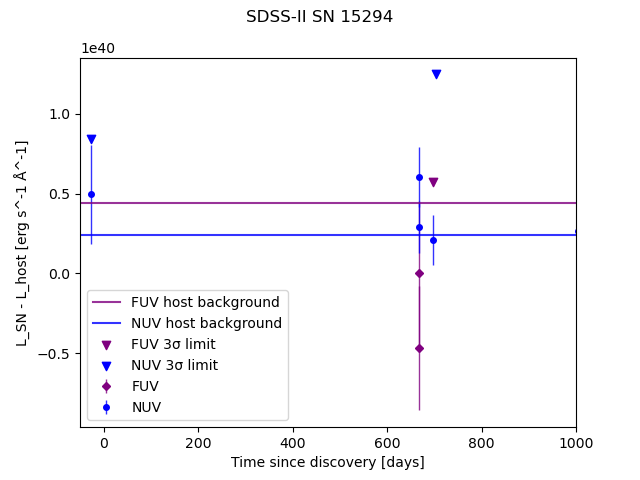 SDSS-II SN 15294
1e40
L_SN - L_host [erg s^-1 Å^-1]
1.0
0.5
0.0
−0.5
FUV host background
NUV host background
FUV 3σ limit
NUV 3σ limit
FUV
NUV
0 200 400 600 800 1000
Time since discovery [days]